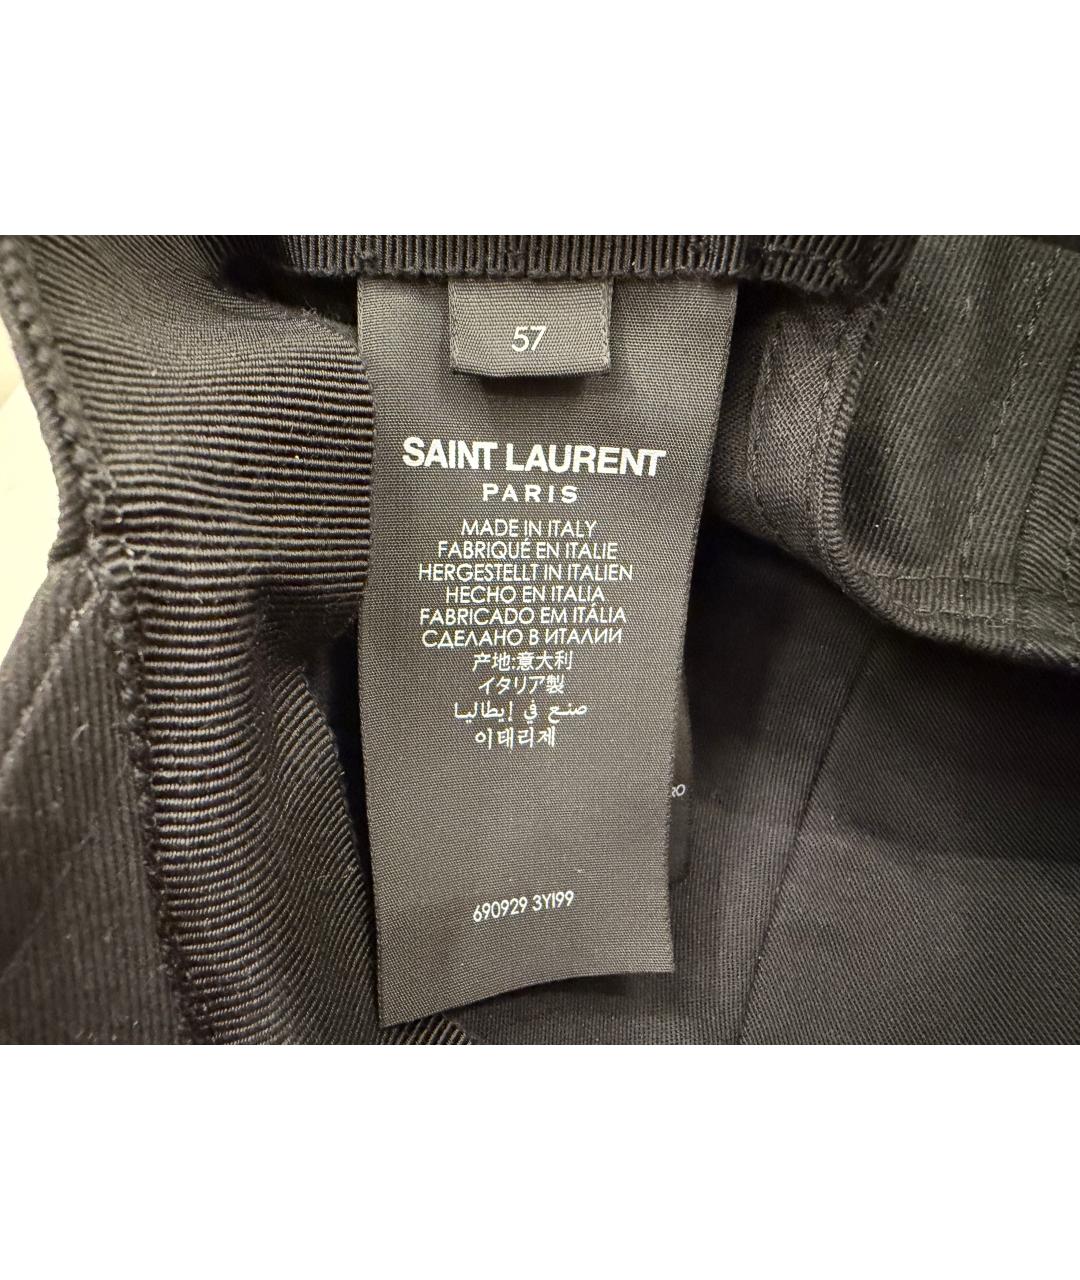 57
SAINT LAURENT
PARIS
MADE IN ITALY
FABRIQUÉ EN ITALIE
HERGESTELLT IN ITALIEN
HECHO EN ITALIA
FABRICADO EM ITÁLIA
СДЕЛАНО В ИТАЛИИ
产地:意大利
イタリア製
صنع في إيطاليا
이태리제
RO
690929 3YI99